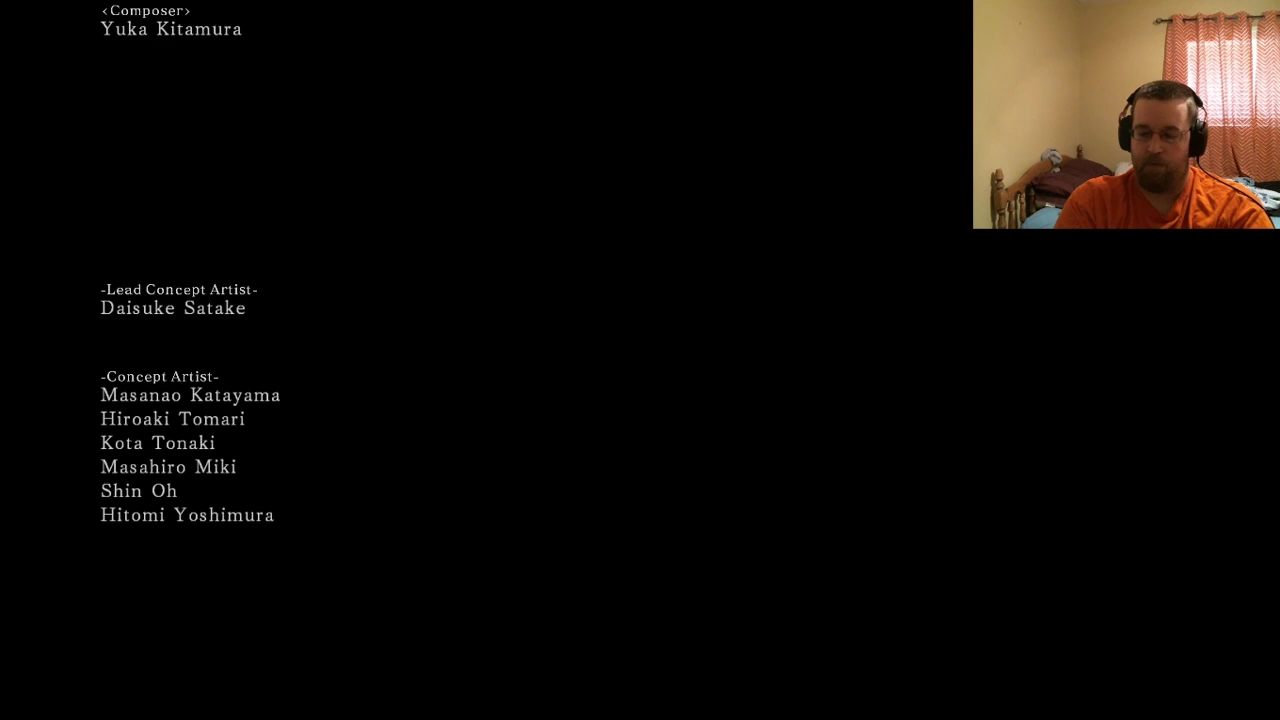 <Composer>
Yuka Kitamura
-Lead Concept Artist-
Daisuke Satake
-Concept Artist-
Masanao Katayama
Hiroaki Tomari
Kota Tonaki
Masahiro Miki
Shin Oh
Hitomi Yoshimura